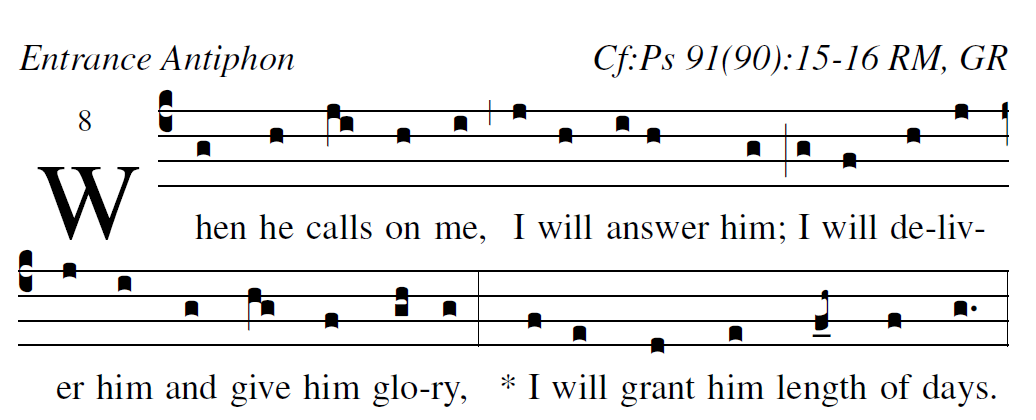 Entrance Antiphon Cf:Ps 91(90):15-16 RM, GR
8
When he calls on me, I will answer him; I will de-liv-
er him and give him glo-ry, * I will grant him length of days.